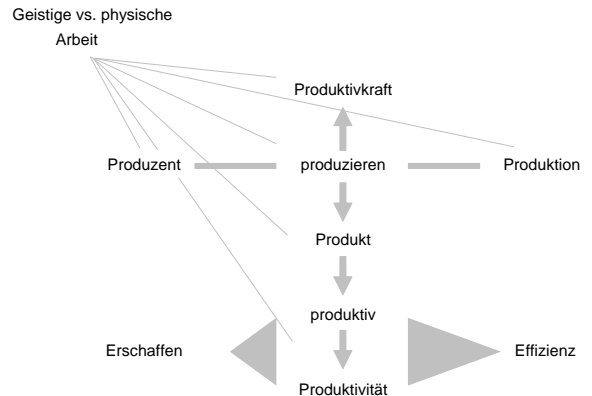 Geistige vs. physische
Arbeit
Produktivkraft
Produzent
produzieren
Produktion
Produkt
produktiv
Erschaffen
Effizienz
Produktivität